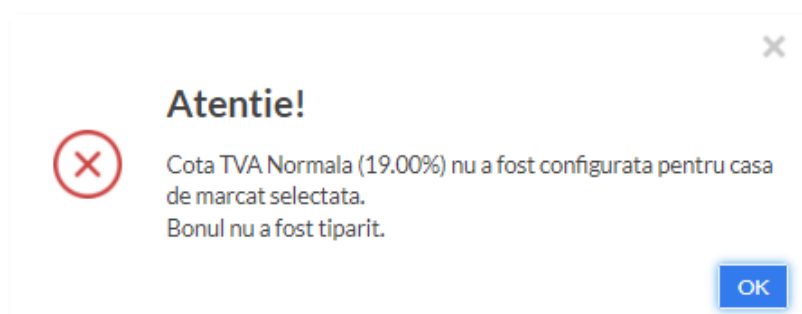 Atentie!
Cota TVA Normala (19.00%) nu a fost configurata pentru casa
de marcat selectata.
Bonul nu a fost tiparit.
OK